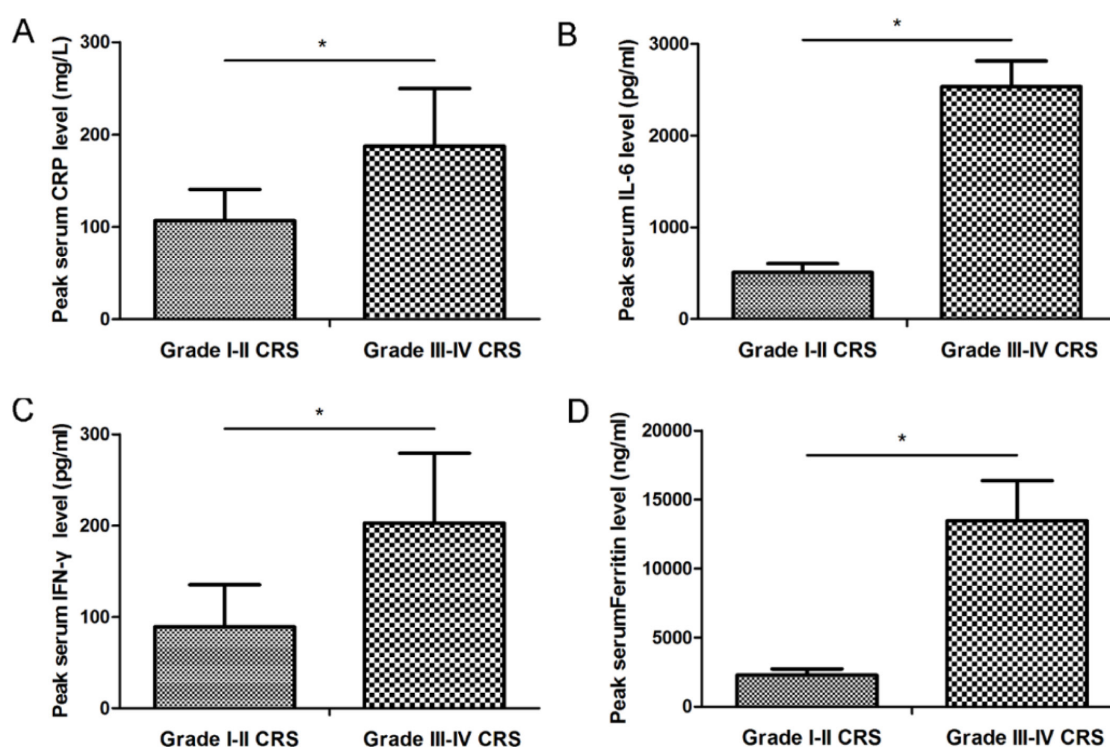 A
Peak serum CRP level (mg/L)
300
200
100
0
*
Grade I-II CRS
Grade III-IV CRS
B
Peak serum IL-6 level (pg/ml)
3000
2000
1000
0
*
Grade I-II CRS
Grade III-IV CRS
C
Peak serum IFN-γ level (pg/ml)
300
200
100
0
*
Grade I-II CRS
Grade III-IV CRS
D
Peak serumFerritin level (ng/ml)
20000
15000
10000
5000
0
*
Grade I-II CRS
Grade III-IV CRS